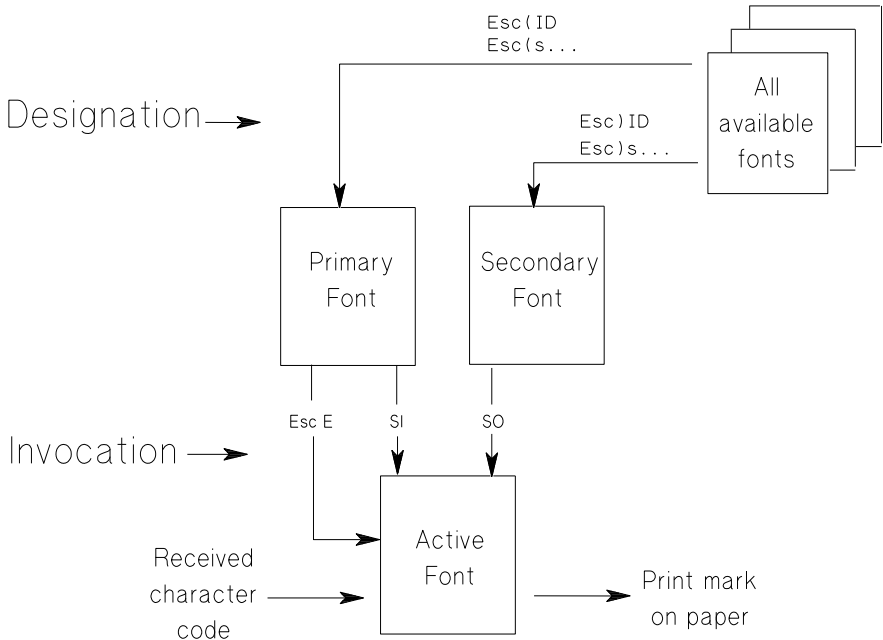 Esc(ID
Esc(s...
All
available
fonts
Designation
Esc)ID
Esc)s...
Primary
Font
Secondary
Font
Esc E
SI
SO
Invocation
Active
Font
Received
character
code
Print mark
on paper